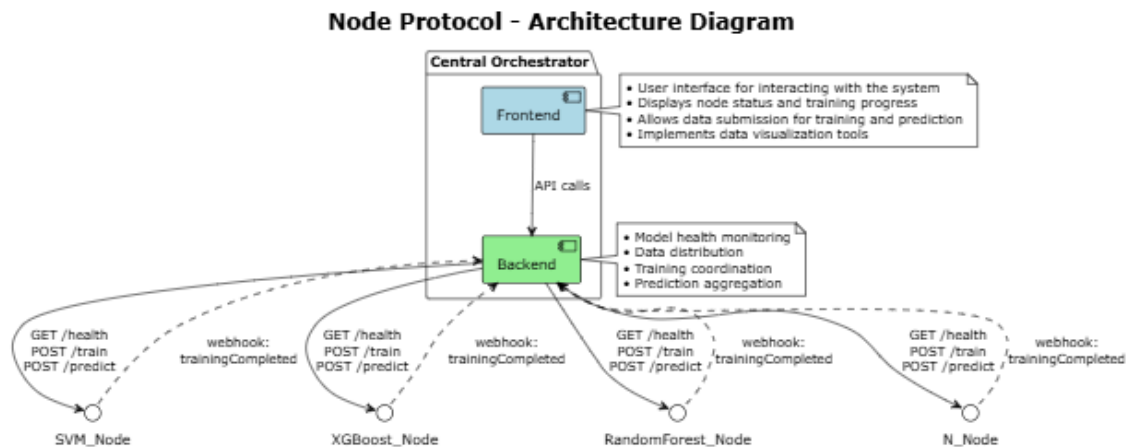 Node Protocol - Architecture Diagram
Central Orchestrator
Frontend
• User interface for interacting with the system
• Displays node status and training progress
• Allows data submission for training and prediction
• Implements data visualization tools
API calls
Backend
• Model health monitoring
• Data distribution
• Training coordination
• Prediction aggregation
GET /health
POST /train
POST /predict
webhook:
trainingCompleted
GET /health
POST /train
POST /predict
webhook:
trainingCompleted
GET /health
POST /train
POST /predict
webhook:
trainingCompleted
GET /health
POST /train
POST /predict
webhook:
trainingCompleted
SVM_Node
XGBoost_Node
RandomForest_Node
N_Node